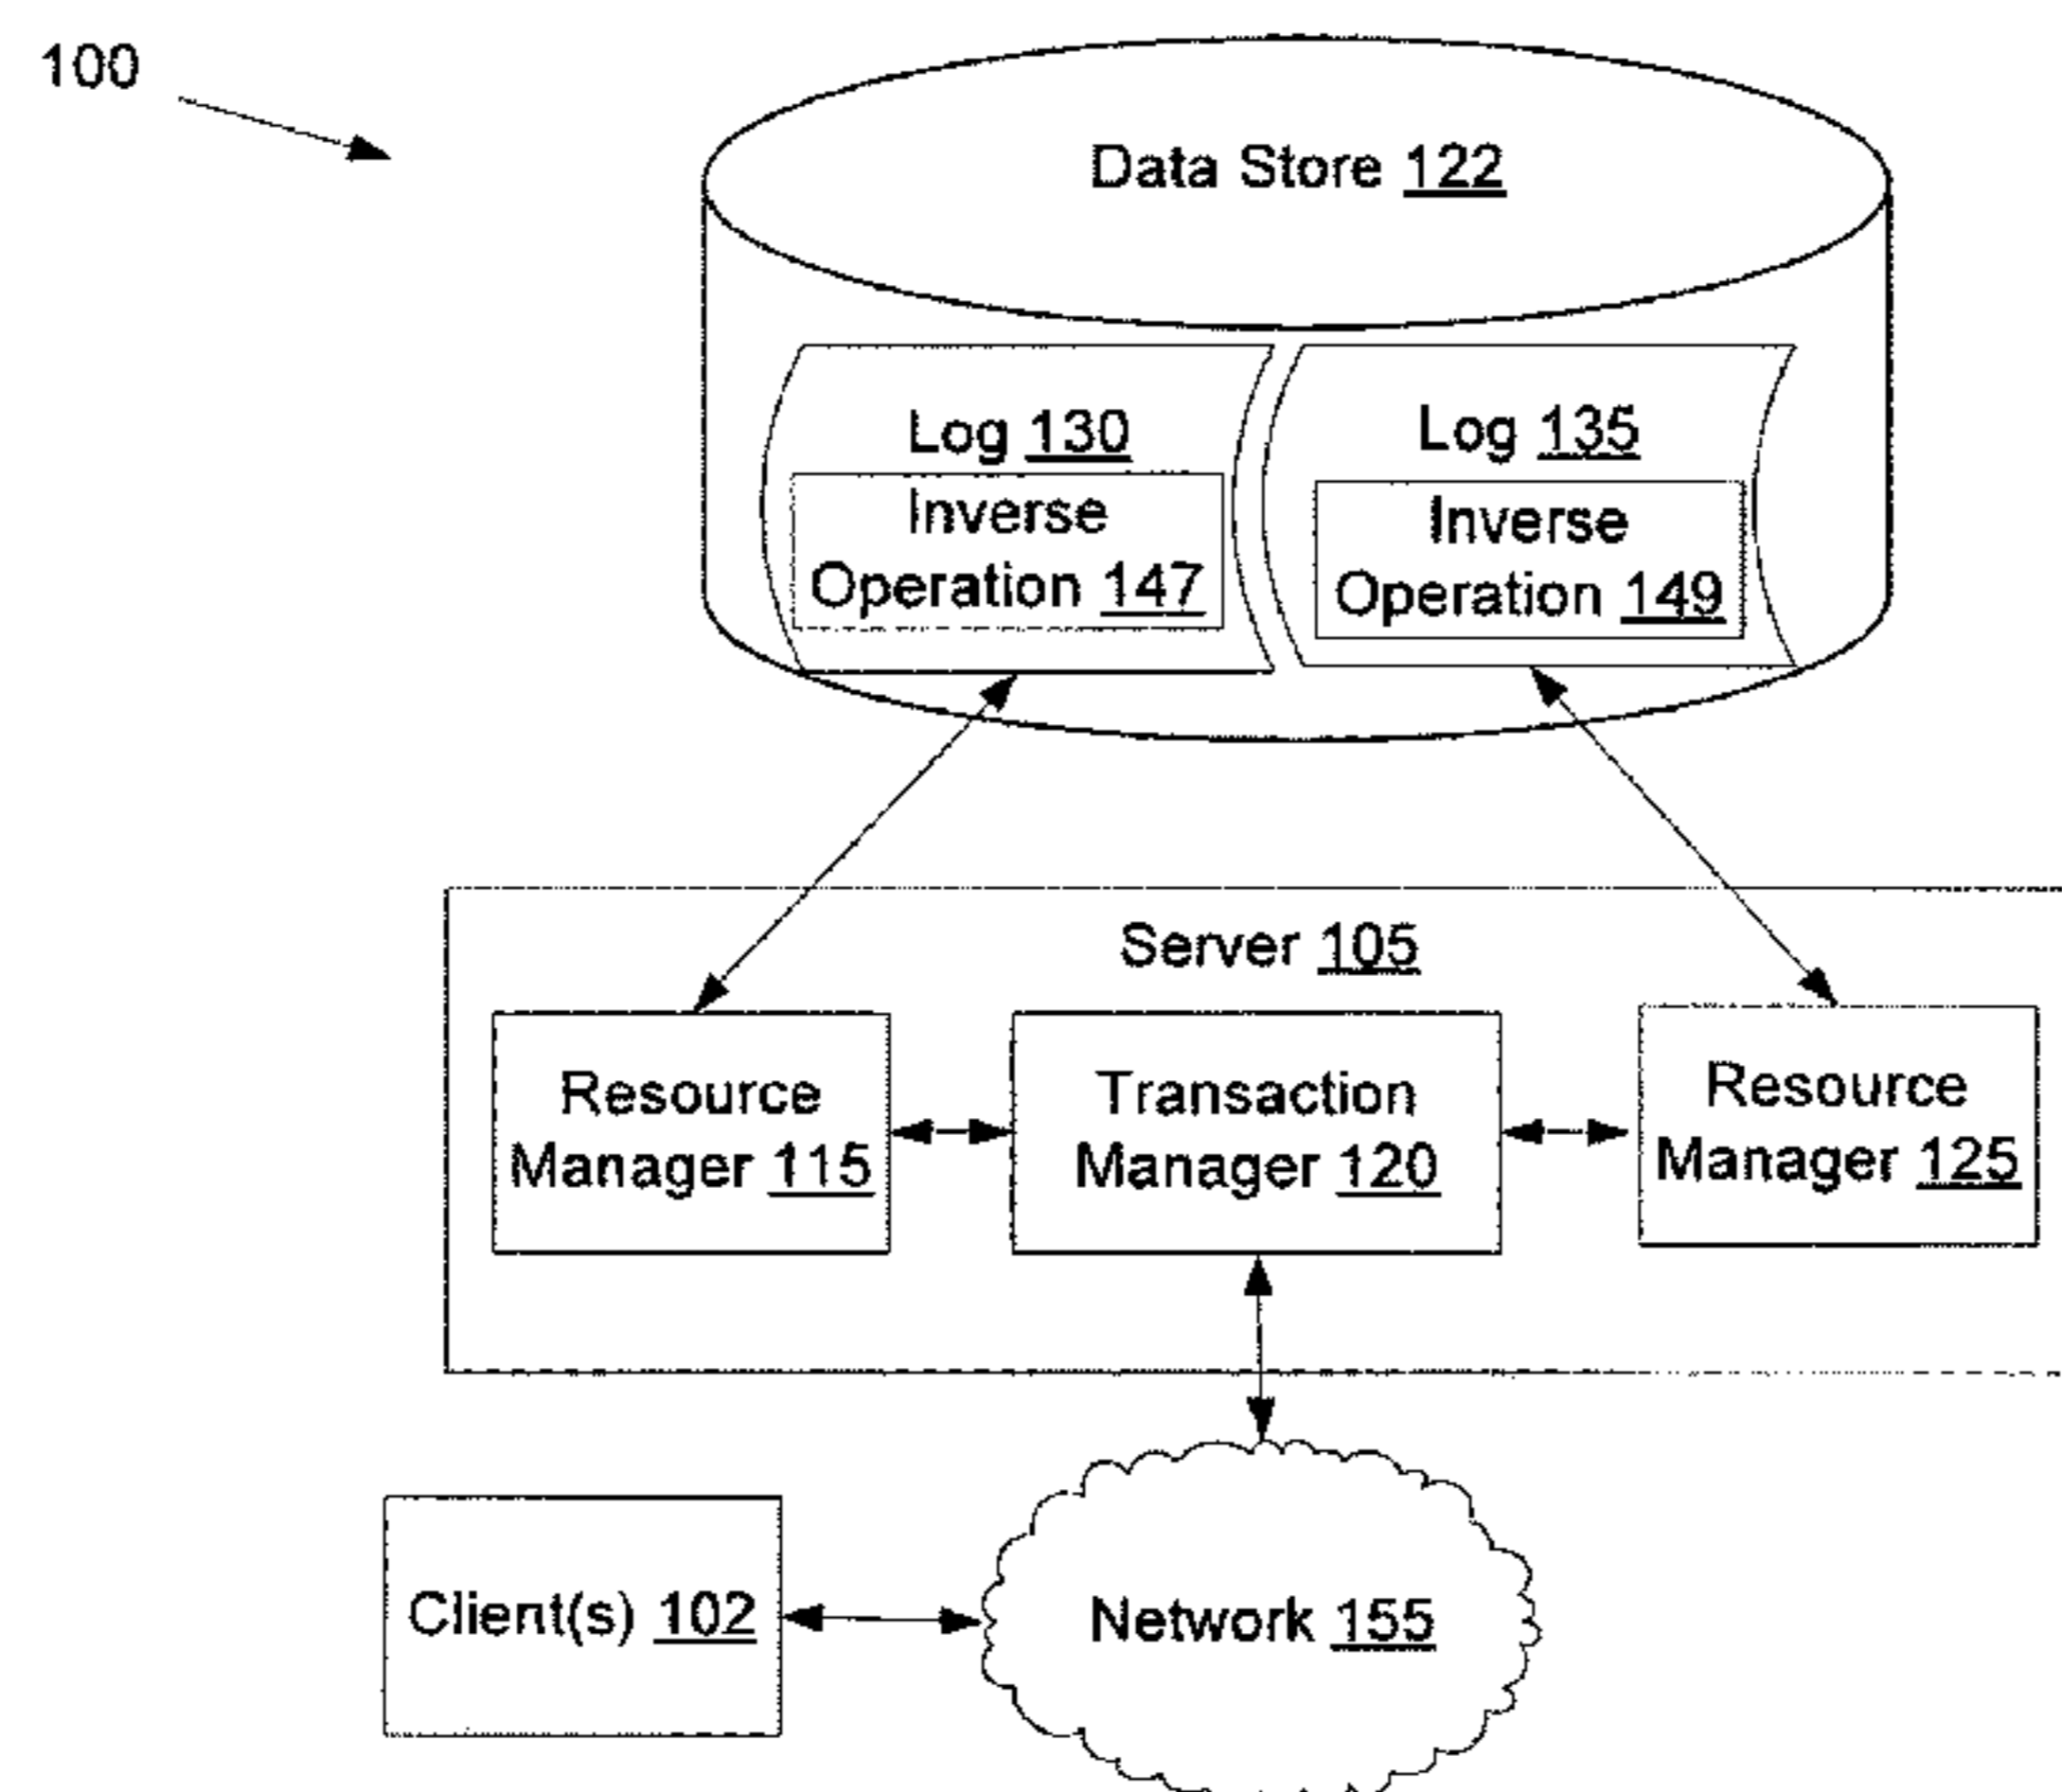 100
Data Store 122
Log 130
Inverse
Operation 147
Log 135
Inverse
Operation 149
Server 105
Resource
Manager 115
Transaction
Manager 120
Resource
Manager 125
Client(s) 102
Network 155